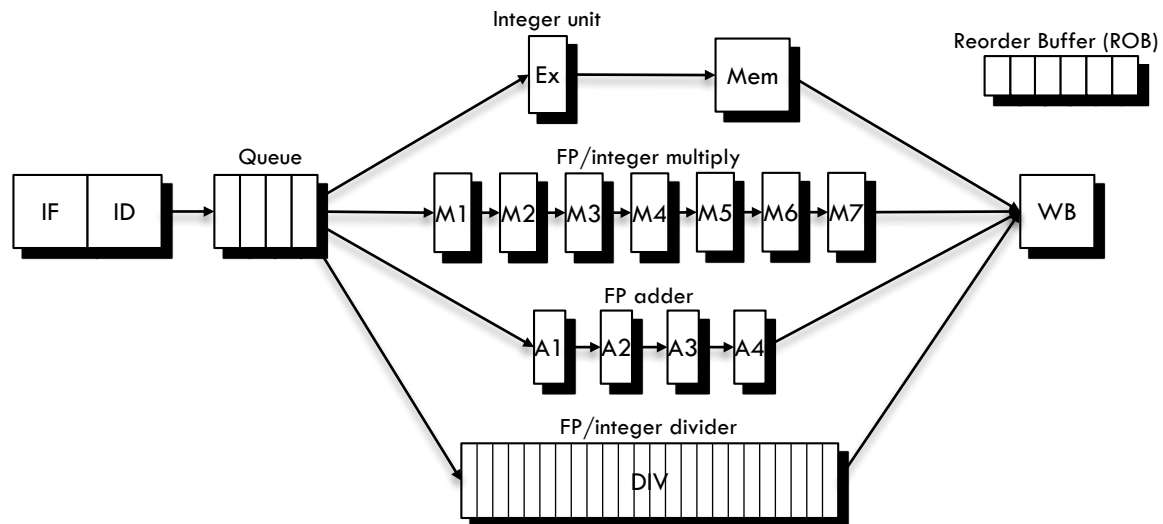 Integer unit
Reorder Buffer (ROB)
Ex
Mem
Queue
FP/integer multiply
IF ID
M1 M2 M3 M4 M5 M6 M7
WB
FP adder
A1 A2 A3 A4
FP/integer divider
DIV